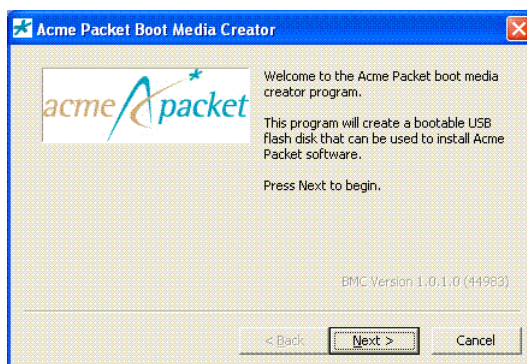 Acme Packet Boot Media Creator
acme packet
Welcome to the Acme Packet boot media
creator program.
This program will create a bootable USB
flash disk that can be used to install Acme
Packet software.
Press Next to begin.
BMC Version 1.0.1.0 (44983)
< Back
Next >
Cancel